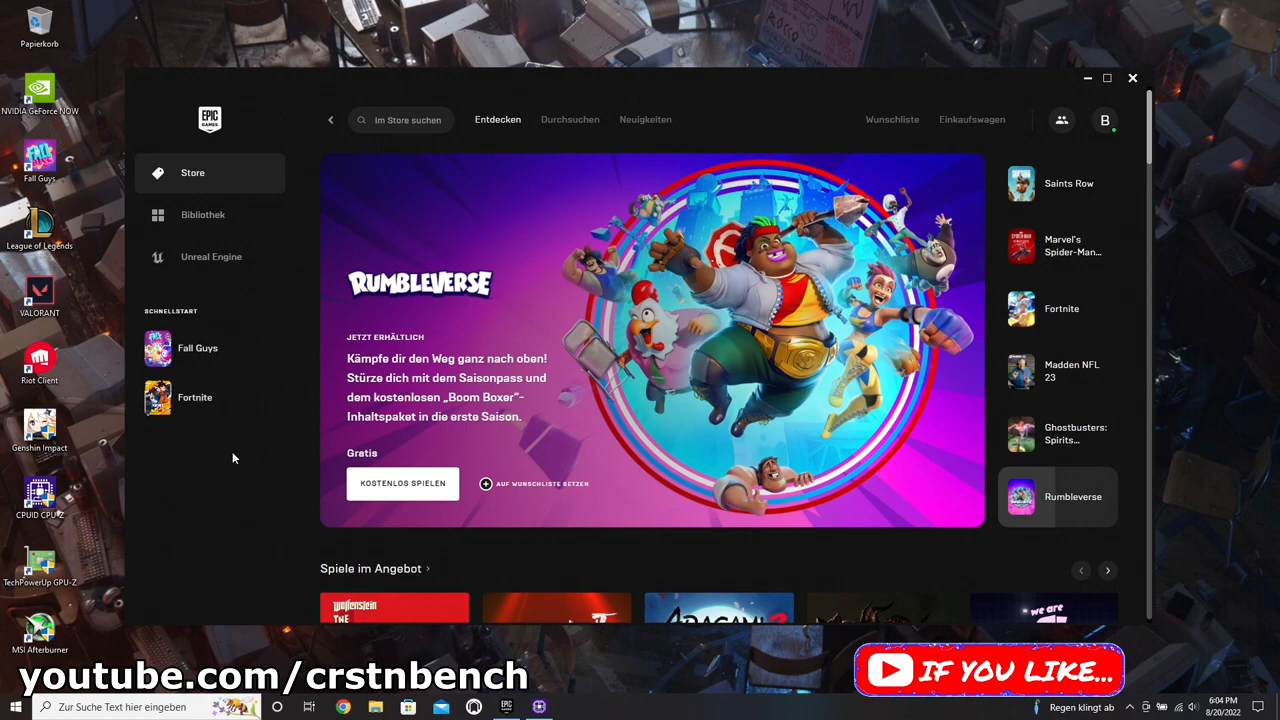 Papierkorb
NVIDIA GeForce NOW
Fall Guys
League of Legends
VALORANT
Riot Client
Genshin Impact
CPUID CPU-Z
TechPowerUp GPU-Z
MSI Afterburner
EPIC
GAMES
Im Store suchen
Entdecken
Durchsuchen
Neuigkeiten
Wunschliste
Einkaufswagen
B
Store
Bibliothek
Unreal Engine
SCHNELLSTART
Fall Guys
Fortnite
RUMBLEVERSE
JETZT ERHÄLTLICH
Kämpfe dir den Weg ganz nach oben!
Stürze dich mit dem Saisonpass und
dem kostenlosen „Boom Boxer“-
Inhaltspaket in die erste Saison.
Gratis
KOSTENLOS SPIELEN
AUF WUNSCHLISTE SETZEN
Saints Row
Marvel's
Spider-Man...
Fortnite
Madden NFL
23
Ghostbusters:
Spirits...
Rumbleverse
Spiele im Angebot
Wolfenstein
THE
ARAGAMI 2
we are
youtube.com/crstnbench
IF YOU LIKE...
Zur Suche Text hier eingeben
Regen klingt ab
6:04 PM
8/20/2022